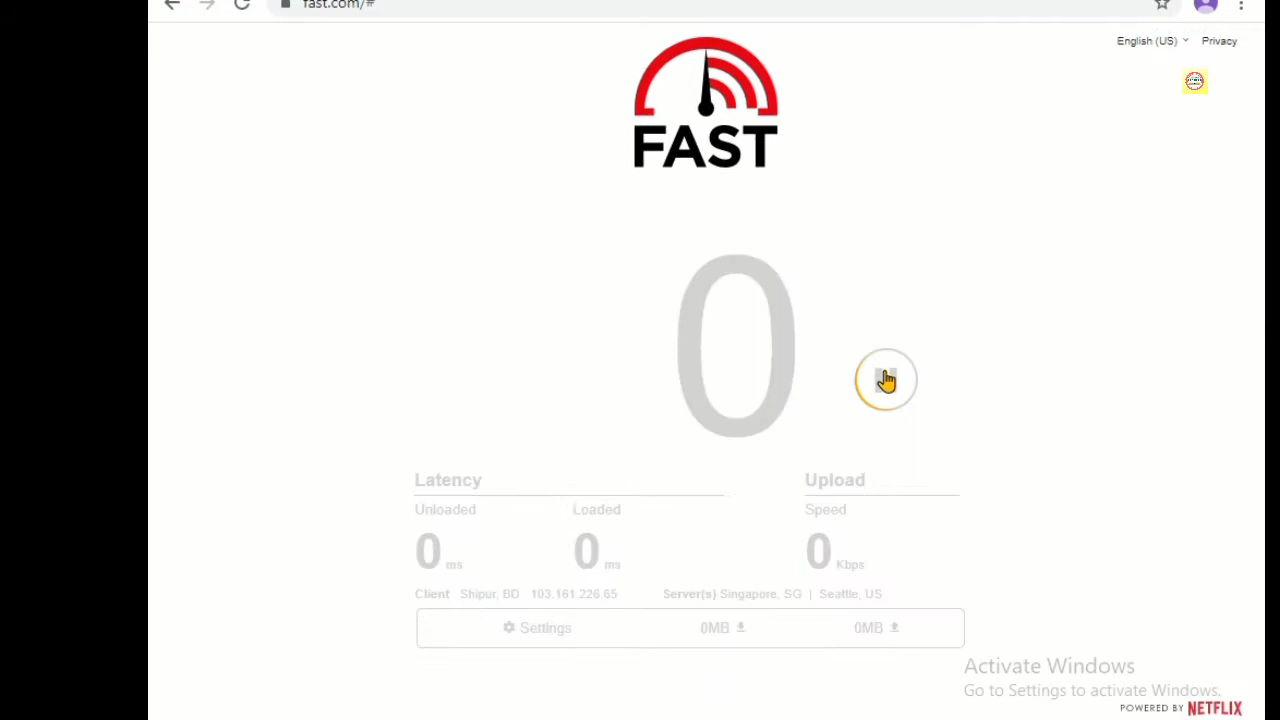 fast.com/#
English (US) Privacy
FAST
0
Latency Upload
Unloaded Loaded Speed
0 ms 0 ms 0 Kbps
Client Shipur, BD 103.161.226.65 Server(s) Singapore, SG | Seattle, US
Settings 0MB 0MB
Activate Windows
Go to Settings to activate Windows.
POWERED BY NETFLIX